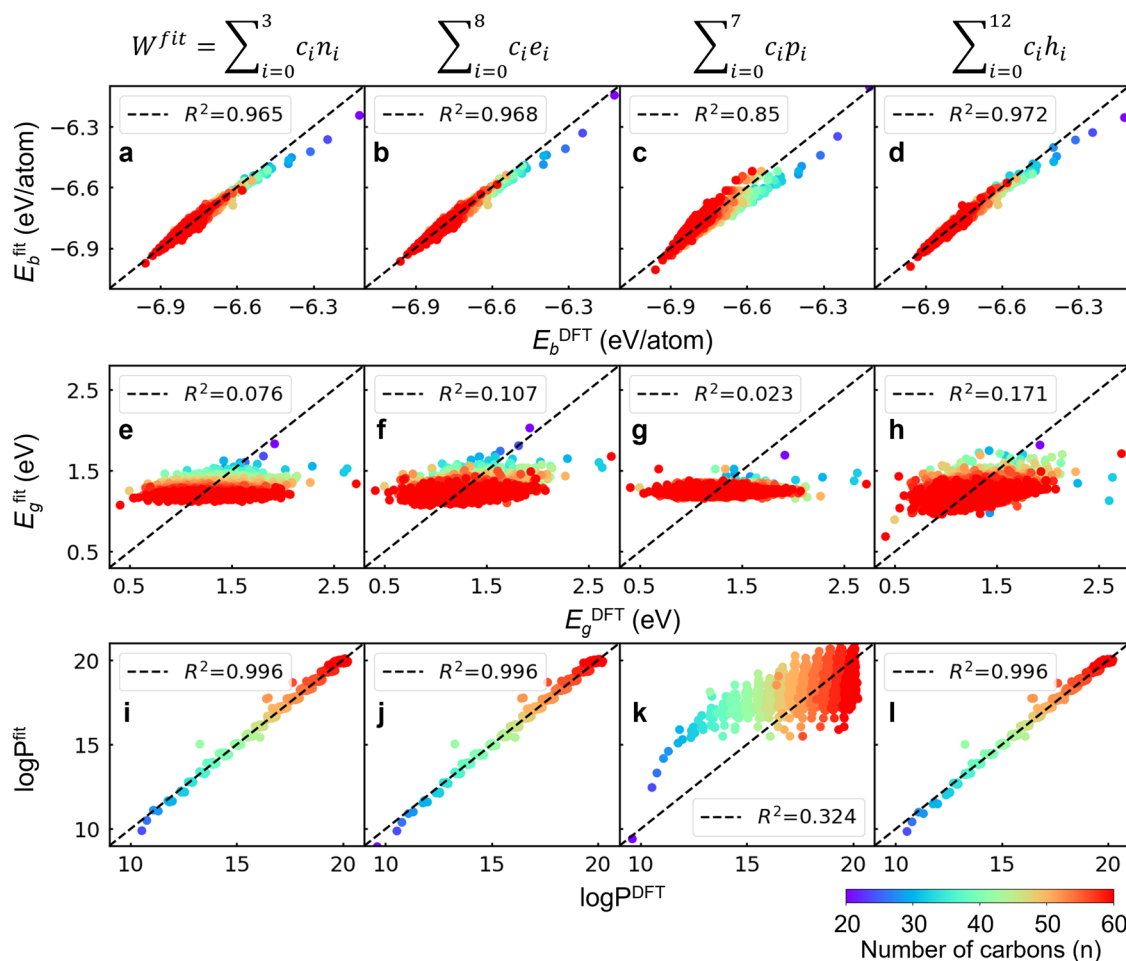 W^{fit} = \sum_{i=0}^{3} c_i n_i
\sum_{i=0}^{8} c_i e_i
\sum_{i=0}^{7} c_i p_i
\sum_{i=0}^{12} c_i h_i
R²=0.965
R²=0.968
R²=0.85
R²=0.972
a
b
c
d
E_b^fit (eV/atom)
−6.3
−6.6
−6.9
−6.9 −6.6 −6.3
−6.9 −6.6 −6.3
−6.9 −6.6 −6.3
−6.9 −6.6 −6.3
E_b^DFT (eV/atom)
R²=0.076
R²=0.107
R²=0.023
R²=0.171
e
f
g
h
E_g^fit (eV)
2.5
1.5
0.5
0.5 1.5 2.5
0.5 1.5 2.5
0.5 1.5 2.5
0.5 1.5 2.5
E_g^DFT (eV)
R²=0.996
R²=0.996
R²=0.324
R²=0.996
i
j
k
l
logP^fit
20
15
10
10 15 20
10 15 20
10 15 20
10 15 20
logP^DFT
20 30 40 50 60
Number of carbons (n)